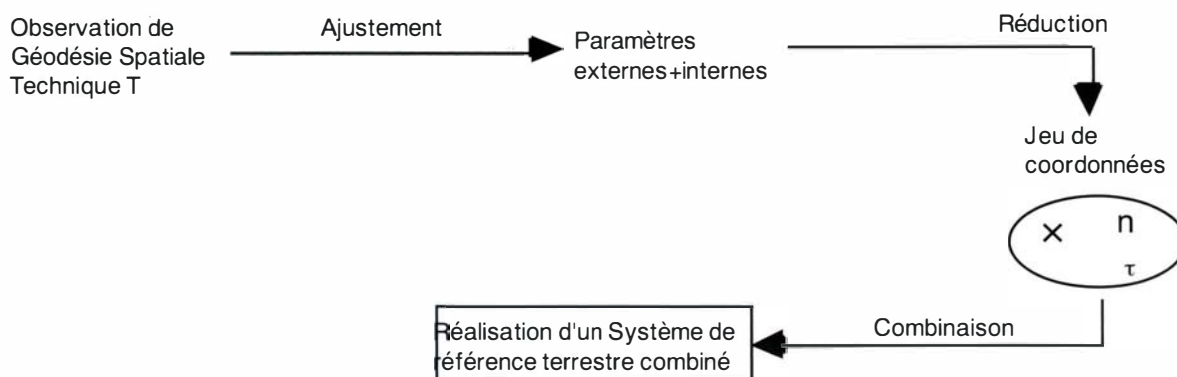 Observation de
Géodésie Spatiale
Technique T
Ajustement
Paramètres
externes+internes
Réduction
Jeu de
coordonnées
× n
τ
Combinaison
Réalisation d'un Système de
référence terrestre combiné